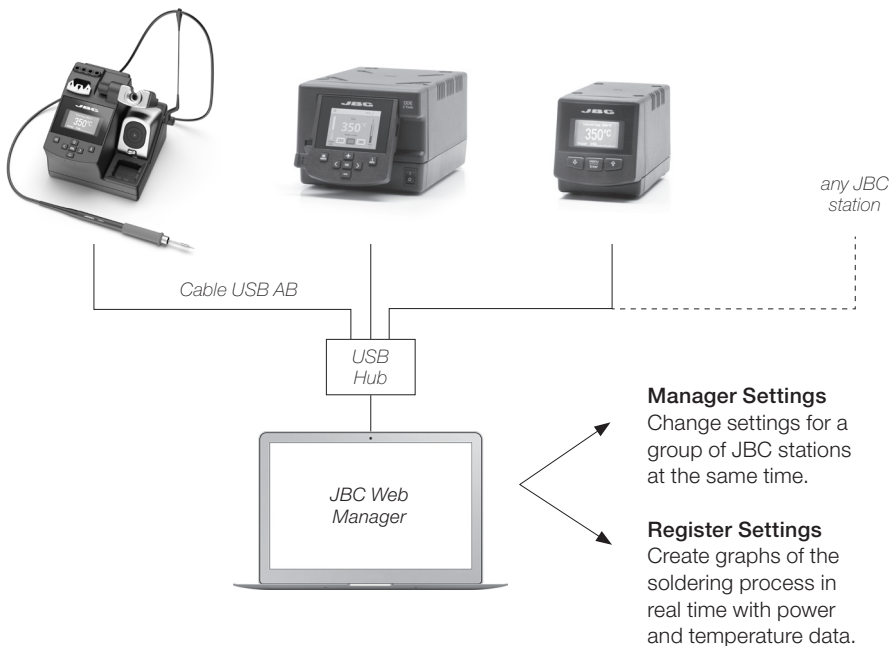 JBC
350°C
JBC
350°
JBC
350°C
any JBC
station
Cable USB AB
USB
Hub
JBC Web
Manager
Manager Settings
Change settings for a
group of JBC stations
at the same time.
Register Settings
Create graphs of the
soldering process in
real time with power
and temperature data.